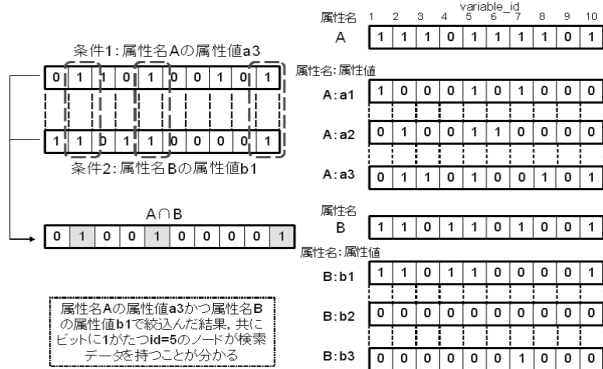 条件1:属性名Aの属性値a3
0 1 1 0 1 0 0 1 0 1
1 1 0 1 1 0 0 0 0 1
条件2:属性名Bの属性値b1
A∩B
0 1 0 0 1 0 0 0 0 1
属性名Aの属性値a3かつ属性名B
の属性値b1で絞込んだ結果, 共に
ビットに1がたつid=5のノードが検索
データを持つことが分かる
variable_id
属性名 1 2 3 4 5 6 7 8 9 10
A 1 1 1 0 1 1 1 1 0 1
属性名:属性値
A:a1 1 0 0 0 1 0 1 0 0 0
A:a2 0 1 0 0 1 1 0 0 0 0
A:a3 0 1 1 0 1 0 0 1 0 1
属性名
B 1 1 0 1 1 0 1 0 0 1
属性名:属性値
B:b1 1 1 0 1 1 0 0 0 0 1
B:b2 0 0 0 0 0 0 0 0 0 0
B:b3 0 0 0 0 0 0 1 0 0 0